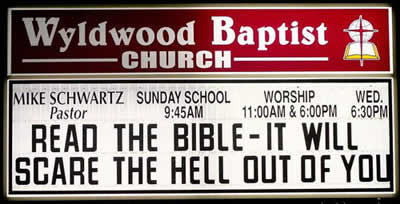 Wyldwood Baptist
CHURCH
MIKE SCHWARTZ SUNDAY SCHOOL WORSHIP WED.
Pastor 9:45AM 11:00AM & 6:00PM 6:30PM
READ THE BIBLE-IT WILL
SCARE THE HELL OUT OF YOU